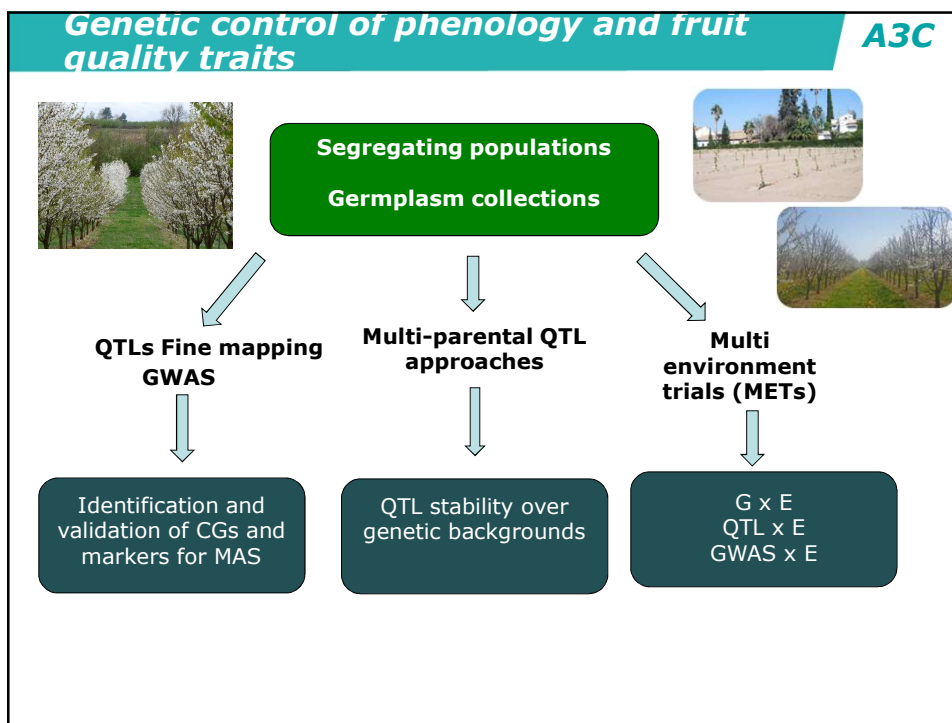 Genetic control of phenology and fruit
quality traits
A3C
Segregating populations
Germplasm collections
QTLs Fine mapping
GWAS
Multi-parental QTL
approaches
Multi
environment
trials (METs)
Identification and
validation of CGs and
markers for MAS
QTL stability over
genetic backgrounds
G x E
QTL x E
GWAS x E